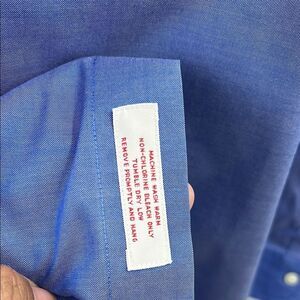 MACHINE WASH WARM
NON-CHLORINE BLEACH ONLY
TUMBLE DRY LOW
REMOVE PROMPTLY AND HANG